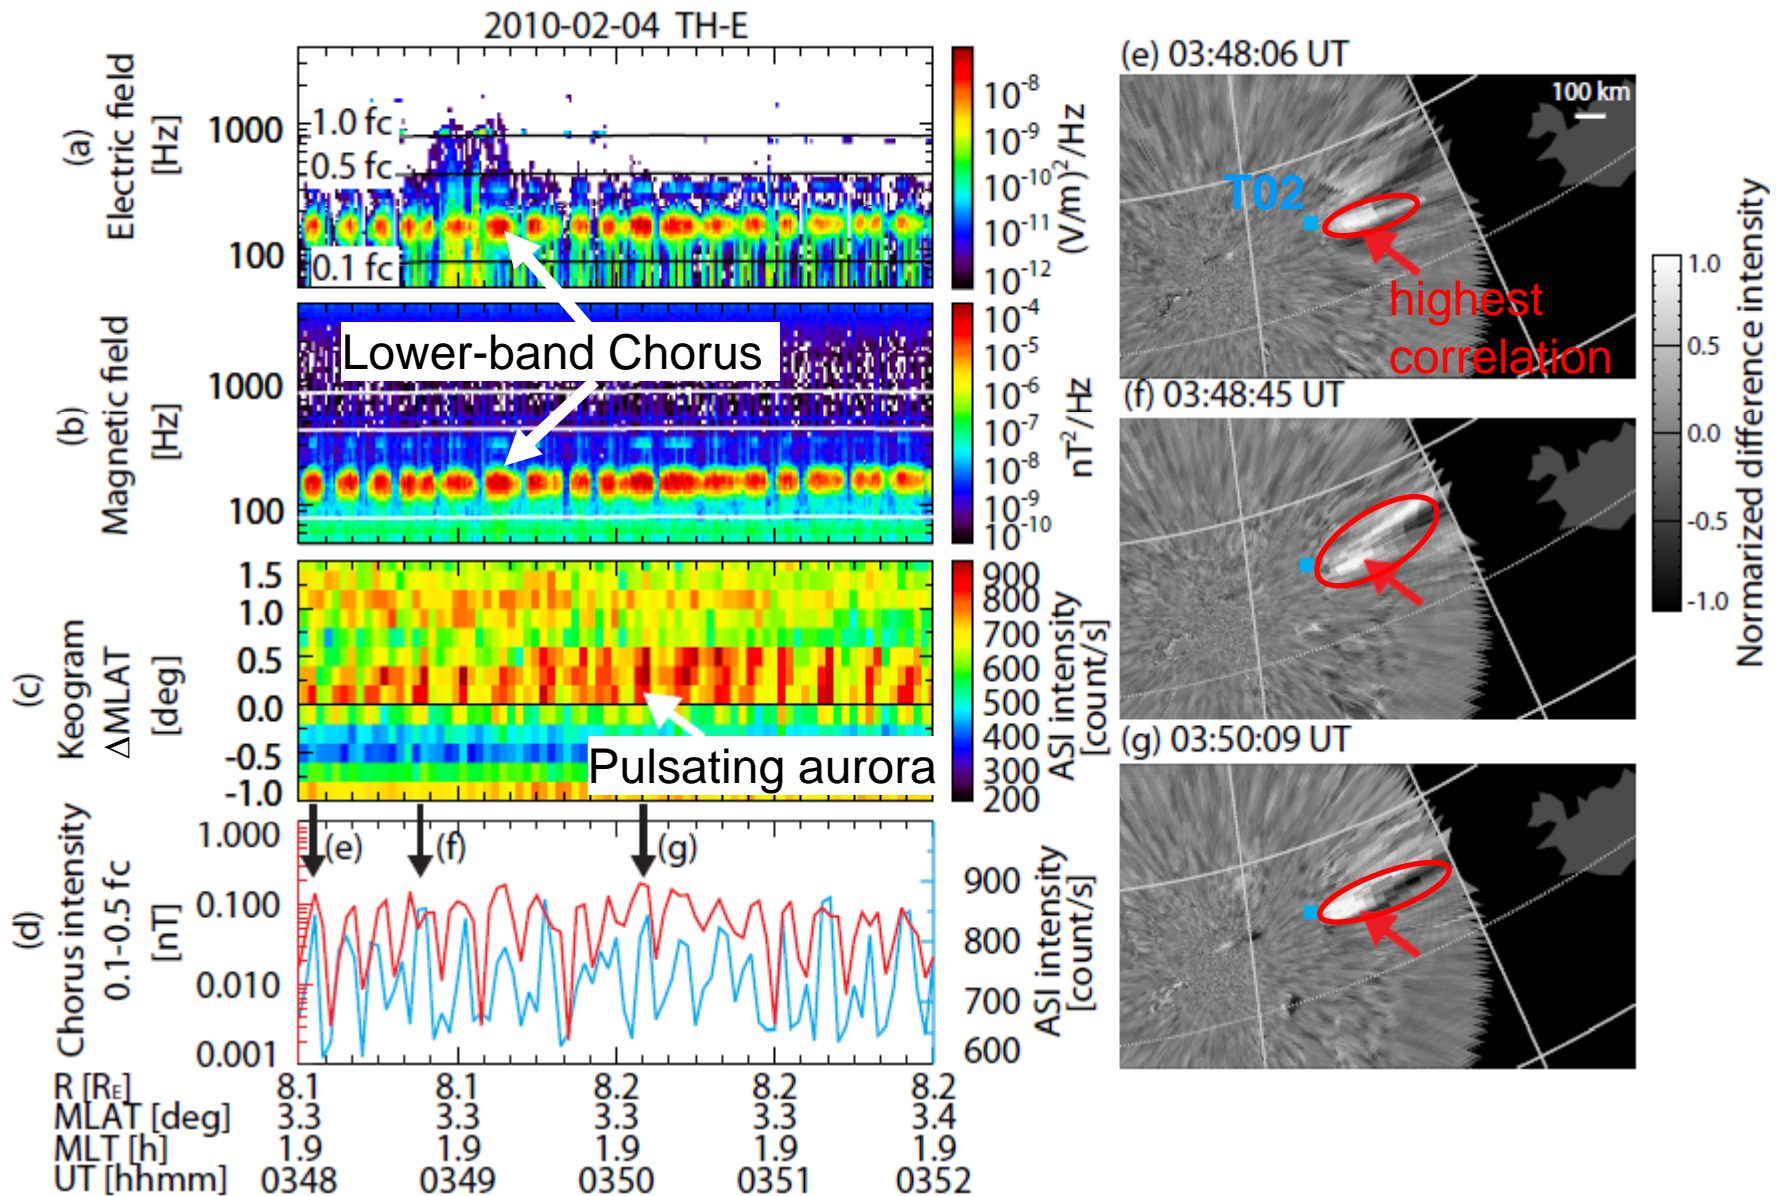 2010-02-04 TH-E
(a)
Electric field
[Hz]
1000
100
1.0 fc
0.5 fc
0.1 fc
10-8
10-9
10-10
10-11
10-12
(V/m)2/Hz
Lower-band Chorus
(b)
Magnetic field
[Hz]
1000
100
10-4
10-5
10-6
10-7
10-8
10-9
10-10
nT2/Hz
(c)
Keogram
ΔMLAT
[deg]
1.5
1.0
0.5
0.0
-0.5
-1.0
Pulsating aurora
900
800
700
600
500
400
300
200
ASI intensity
[count/s]
(d)
Chorus intensity
0.1-0.5 fc
[nT]
1.000
0.100
0.010
0.001
(e)
(f)
(g)
900
800
700
600
ASI intensity
[count/s]
R [RE] 8.1 8.1 8.2 8.2 8.2
MLAT [deg] 3.3 3.3 3.3 3.3 3.4
MLT [h] 1.9 1.9 1.9 1.9 1.9
UT [hhmm] 0348 0349 0350 0351 0352
(e) 03:48:06 UT
100 km
T02
highest
correlation
(f) 03:48:45 UT
(g) 03:50:09 UT
1.0
0.5
0.0
-0.5
-1.0
Normarized difference intensity